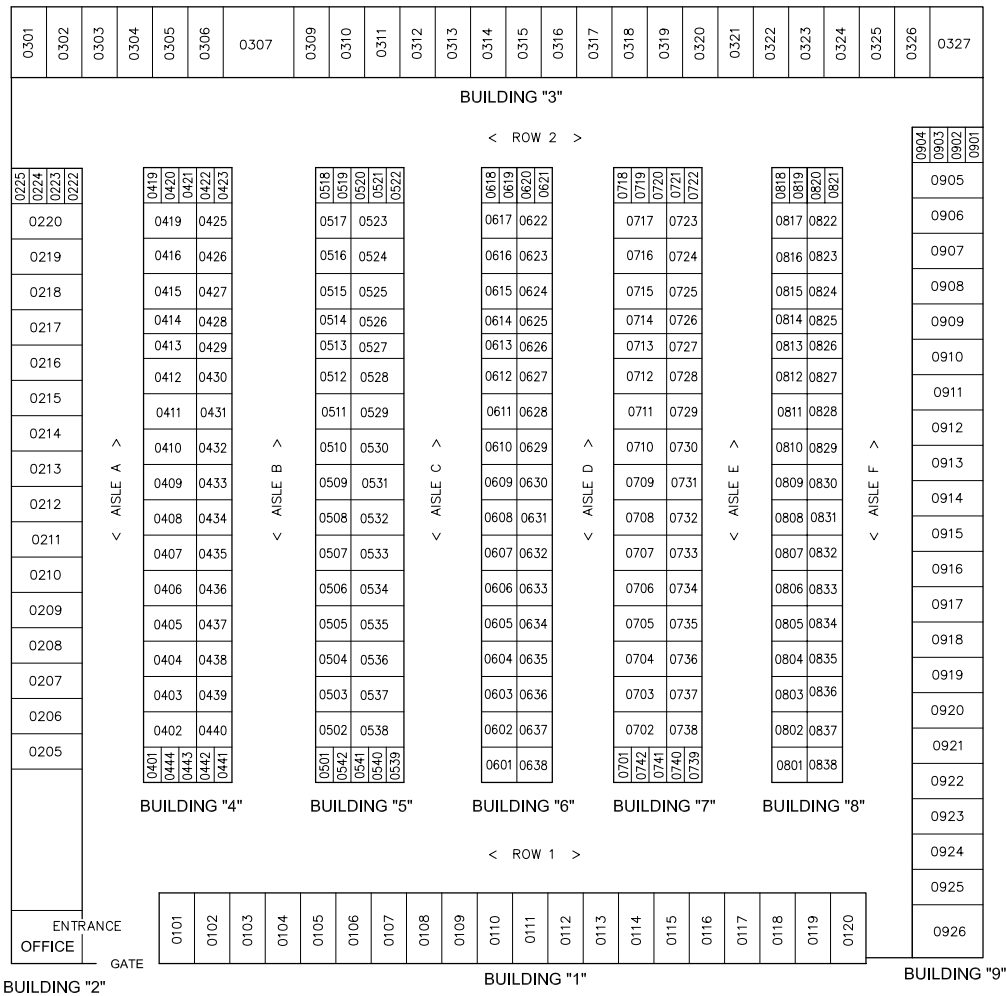 0301 0302 0303 0304 0305 0306 0307 0309 0310 0311 0312 0313 0314 0315 0316 0317 0318 0319 0320 0321 0322 0323 0324 0325 0326 0327
BUILDING "3"
< ROW 2 >
0904 0903 0902 0901
0225 0224 0223 0222 0419 0420 0421 0422 0423 0518 0519 0520 0521 0522 0618 0619 0620 0621 0718 0719 0720 0721 0722 0818 0819 0820 0821 0905
0220 0419 0425 0517 0523 0617 0622 0717 0723 0817 0822 0906
0219 0416 0426 0516 0524 0616 0623 0716 0724 0816 0823 0907
0218 0415 0427 0515 0525 0615 0624 0715 0725 0815 0824 0908
0217 0414 0428 0514 0526 0614 0625 0714 0726 0814 0825 0909
0216 0413 0429 0513 0527 0613 0626 0713 0727 0813 0826 0910
0215 0412 0430 0512 0528 0612 0627 0712 0728 0812 0827 0911
0214 0411 0431 0511 0529 0611 0628 0711 0729 0811 0828 0912
0213 0410 0432 0510 0530 0610 0629 0710 0730 0810 0829 0913
< AISLE A > < AISLE B > < AISLE C > < AISLE D > < AISLE E > < AISLE F >
0212 0409 0433 0509 0531 0609 0630 0709 0731 0809 0830 0914
0211 0408 0434 0508 0532 0608 0631 0708 0732 0808 0831 0915
0210 0407 0435 0507 0533 0607 0632 0707 0733 0807 0832 0916
0209 0406 0436 0506 0534 0606 0633 0706 0734 0806 0833 0917
0208 0405 0437 0505 0535 0605 0634 0705 0735 0805 0834 0918
0207 0404 0438 0504 0536 0604 0635 0704 0736 0804 0835 0919
0206 0403 0439 0503 0537 0603 0636 0703 0737 0803 0836 0920
0205 0402 0440 0502 0538 0602 0637 0702 0738 0802 0837 0921
0401 0444 0443 0442 0441 0501 0542 0541 0540 0539 0601 0638 0701 0742 0741 0740 0739 0801 0838 0922
BUILDING "4" BUILDING "5" BUILDING "6" BUILDING "7" BUILDING "8"
0923
< ROW 1 > 0924
0925
ENTRANCE 0101 0102 0103 0104 0105 0106 0107 0108 0109 0110 0111 0112 0113 0114 0115 0116 0117 0118 0119 0120 0926
OFFICE
GATE
BUILDING "2" BUILDING "1" BUILDING "9"